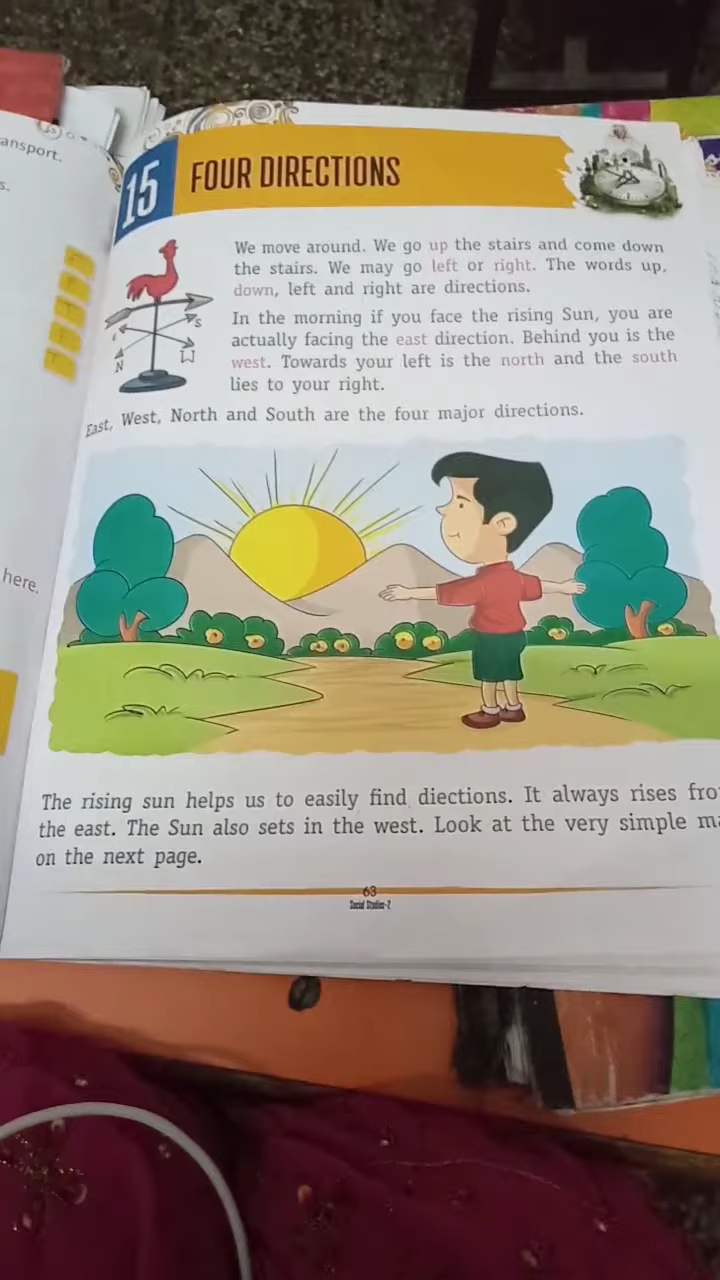 ansport.
s.
here.
15 FOUR DIRECTIONS
We move around. We go up the stairs and come down
the stairs. We may go left or right. The words up,
down, left and right are directions.
In the morning if you face the rising Sun, you are
actually facing the east direction. Behind you is the
west. Towards your left is the north and the south
lies to your right.
S
N
W
East, West, North and South are the four major directions.
The rising sun helps us to easily find diections. It always rises fro
the east. The Sun also sets in the west. Look at the very simple ma
on the next page.
63
Social Studies-2